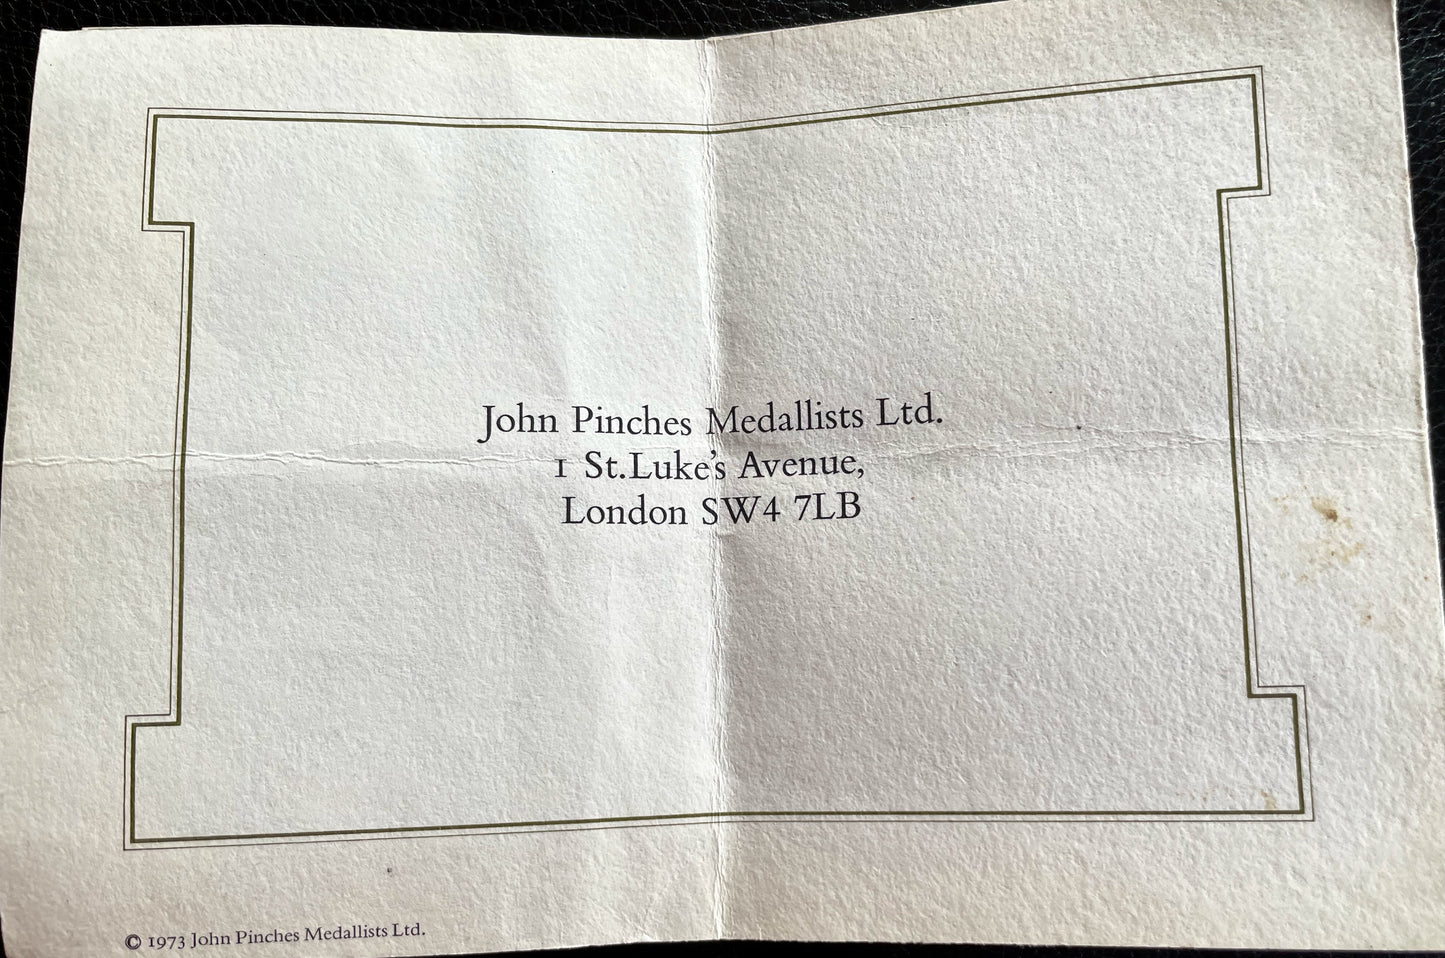 John Pinches Medallists Ltd.
1 St.Luke's Avenue,
London SW4 7LB
© 1973 John Pinches Medallists Ltd.